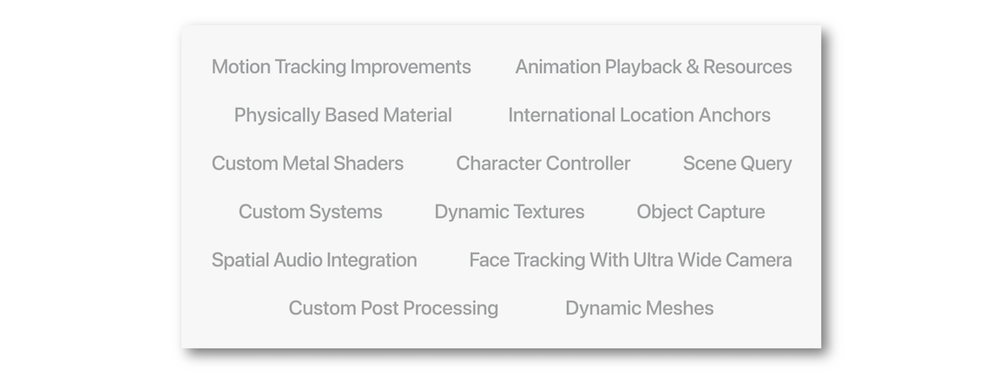 Motion Tracking Improvements Animation Playback & Resources
Physically Based Material International Location Anchors
Custom Metal Shaders Character Controller Scene Query
Custom Systems Dynamic Textures Object Capture
Spatial Audio Integration Face Tracking With Ultra Wide Camera
Custom Post Processing Dynamic Meshes